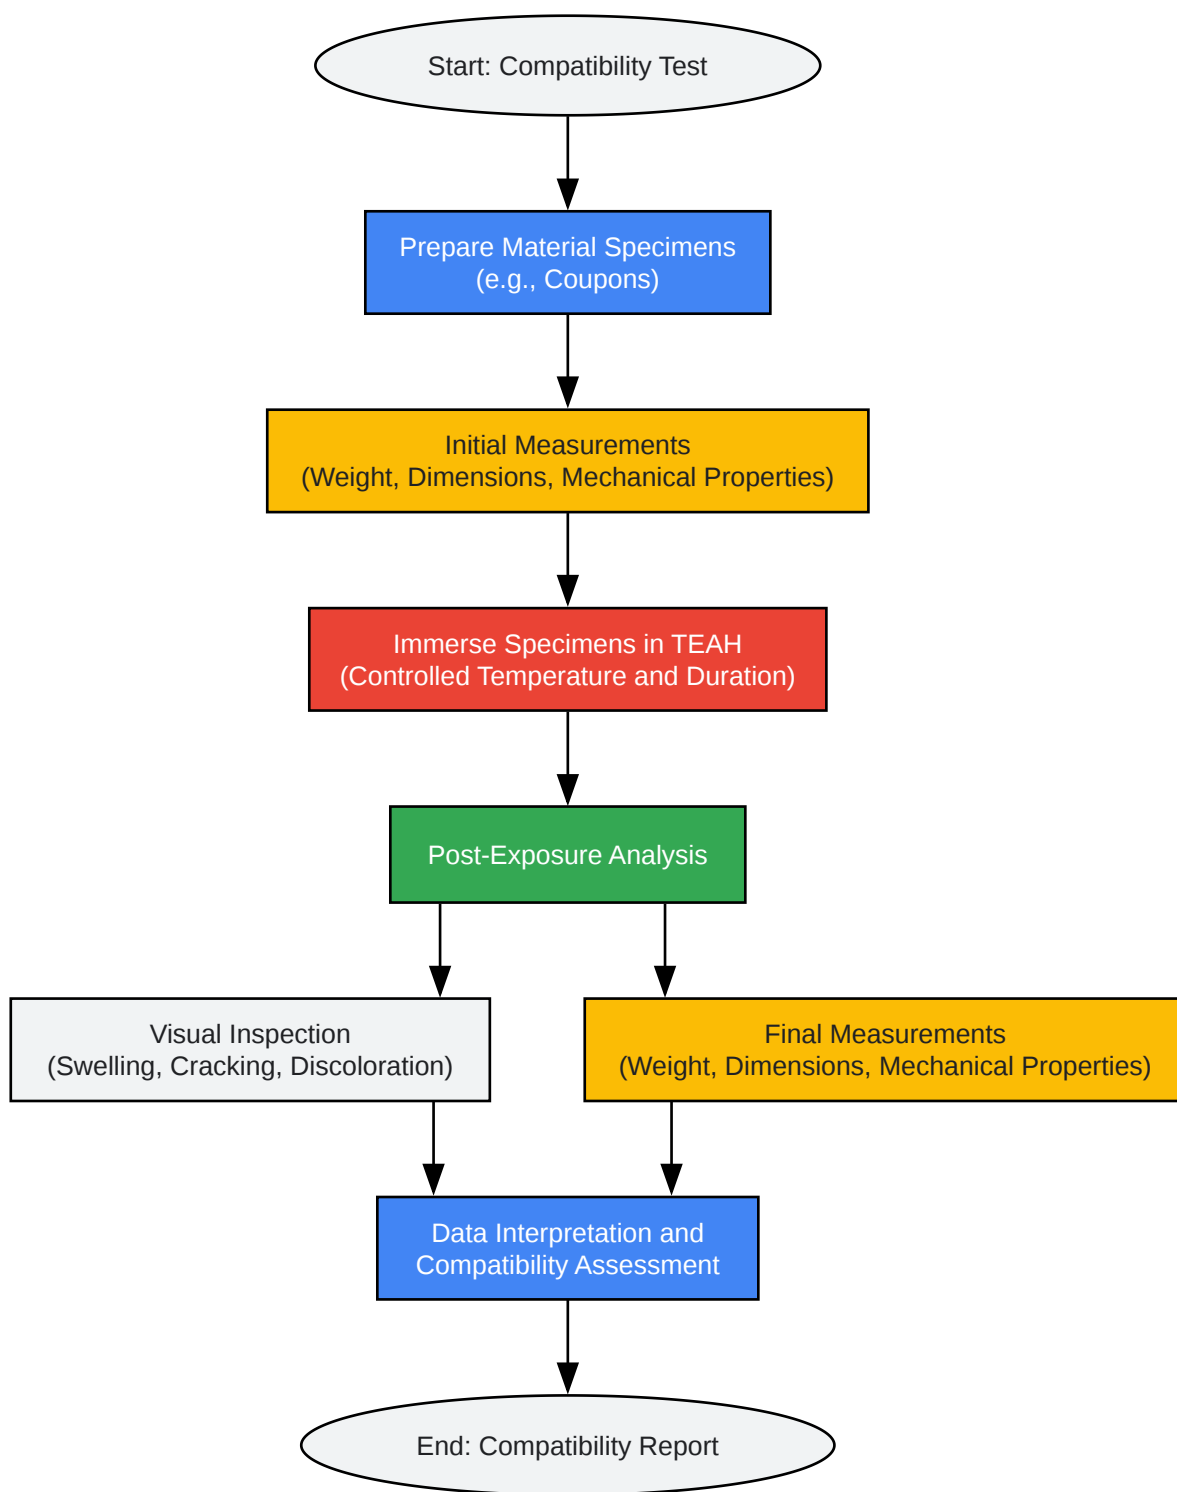 Start: Compatibility Test
Prepare Material Specimens
(e.g., Coupons)
Initial Measurements
(Weight, Dimensions, Mechanical Properties)
Immerse Specimens in TEAH
(Controlled Temperature and Duration)
Post-Exposure Analysis
Visual Inspection
(Swelling, Cracking, Discoloration)
Final Measurements
(Weight, Dimensions, Mechanical Properties)
Data Interpretation and
Compatibility Assessment
End: Compatibility Report